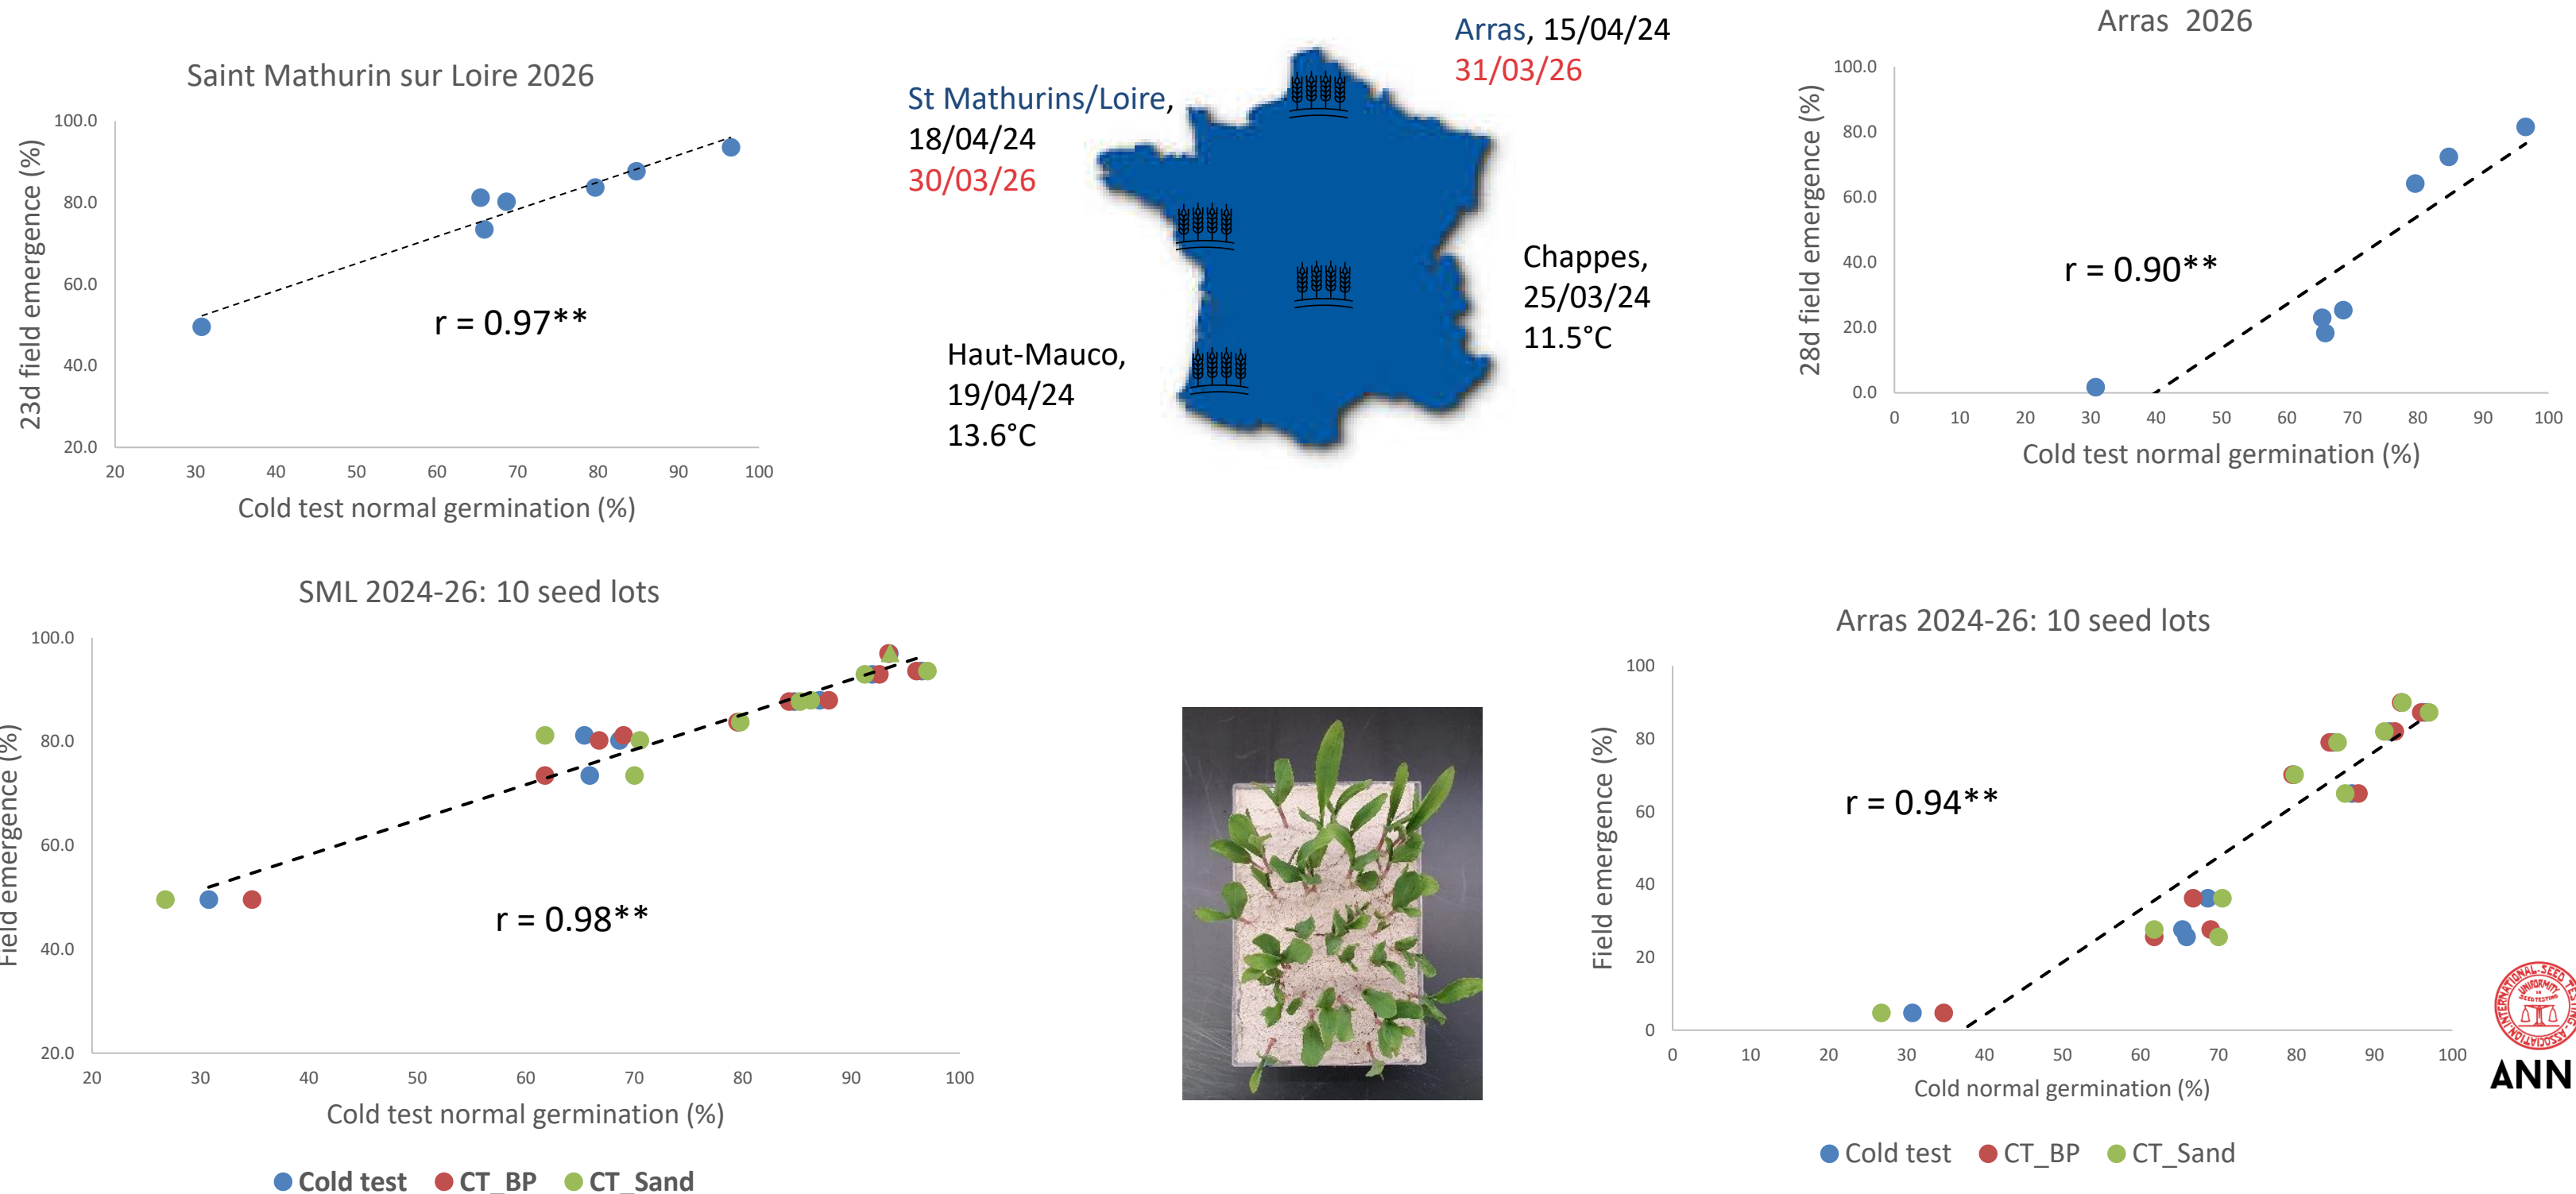 Saint Mathurin sur Loire 2026
100.0
80.0
60.0
40.0
20.0
23d field emergence (%)
r = 0.97**
20 30 40 50 60 70 80 90 100
Cold test normal germination (%)
St Mathurins/Loire,
18/04/24
30/03/26
Arras, 15/04/24
31/03/26
Chappes,
25/03/24
11.5°C
Haut-Mauco,
19/04/24
13.6°C
Arras 2026
100.0
80.0
60.0
40.0
20.0
0.0
28d field emergence (%)
r = 0.90**
0 10 20 30 40 50 60 70 80 90 100
Cold test normal germination (%)
SML 2024-26: 10 seed lots
100.0
80.0
60.0
40.0
20.0
Field emergence (%)
r = 0.98**
20 30 40 50 60 70 80 90 100
Cold test normal germination (%)
Cold test CT_BP CT_Sand
Arras 2024-26: 10 seed lots
100
80
60
40
20
0
Field emergence (%)
r = 0.94**
0 10 20 30 40 50 60 70 80 90 100
Cold normal germination (%)
Cold test CT_BP CT_Sand
INTERNATIONAL SEED TESTING ASSOCIATION
UNIFORMITY
IN
SEED TESTING
ANN